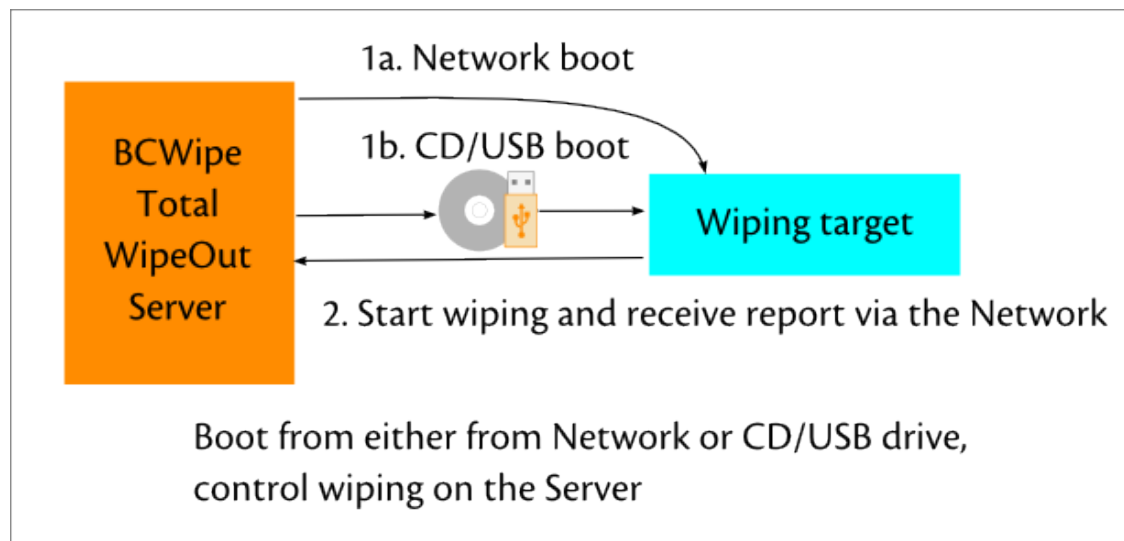 1a. Network boot
BCWipe
Total
WipeOut
Server
1b. CD/USB boot
Wiping target
2. Start wiping and receive report via the Network
Boot from either from Network or CD/USB drive,
control wiping on the Server